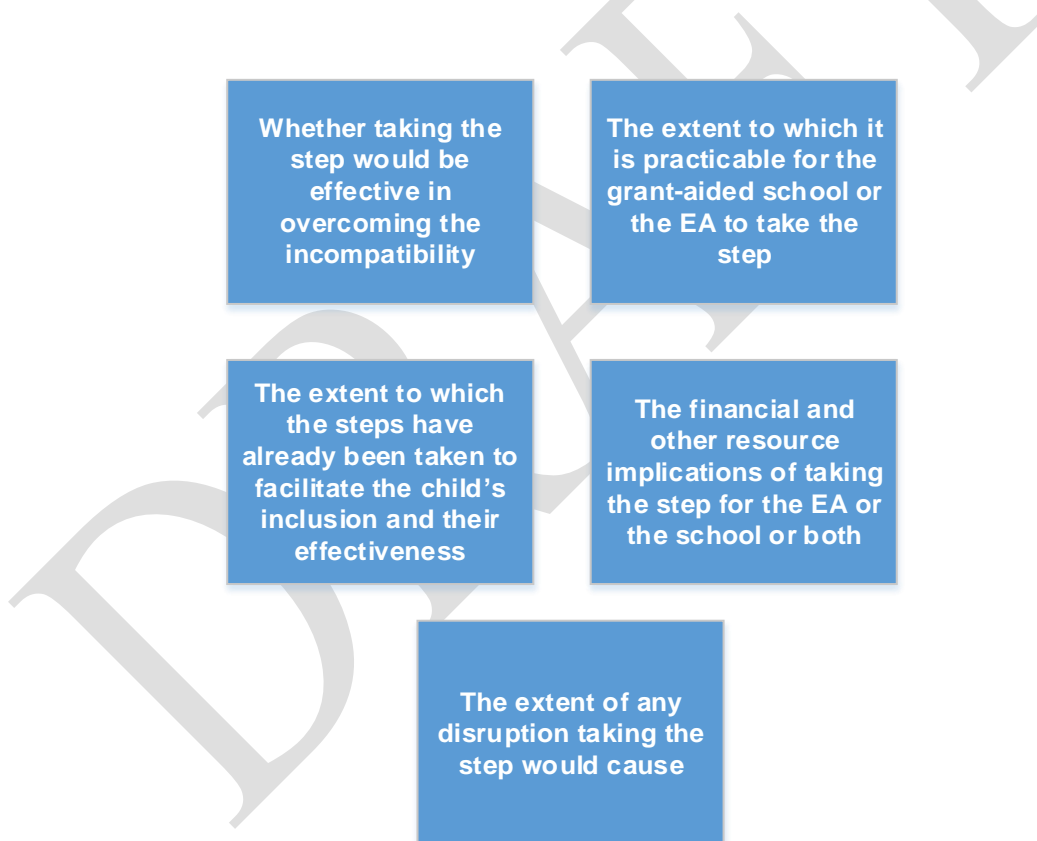 Whether taking the
step would be
effective in
overcoming the
incompatibility
The extent to which it
is practicable for the
grant-aided school or
the EA to take the
step
The extent to which
the steps have
already been taken to
facilitate the child's
inclusion and their
effectiveness
The financial and
other resource
implications of taking
the step for the EA or
the school or both
The extent of any
disruption taking the
step would cause
DRAFT